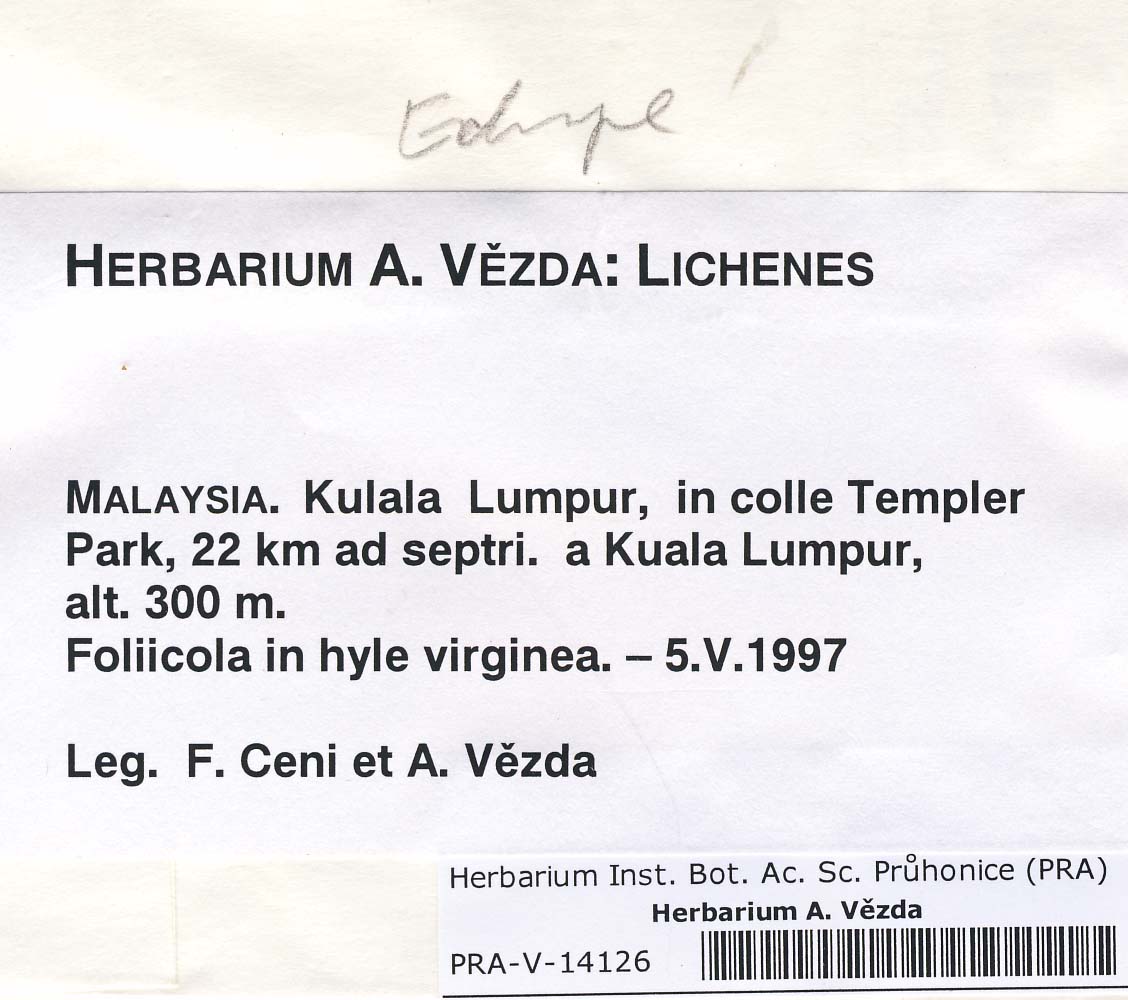 HERBARIUM A. VĚZDA: LICHENES
MALAYSIA. Kulala Lumpur, in colle Templer
Park, 22 km ad septri. a Kuala Lumpur,
alt. 300 m.
Foliicola in hyle virginea. – 5.V.1997
Leg. F. Ceni et A. Vězda
Herbarium Inst. Bot. Ac. Sc. Průhonice (PRA)
Herbarium A. Vězda
PRA-V-14126